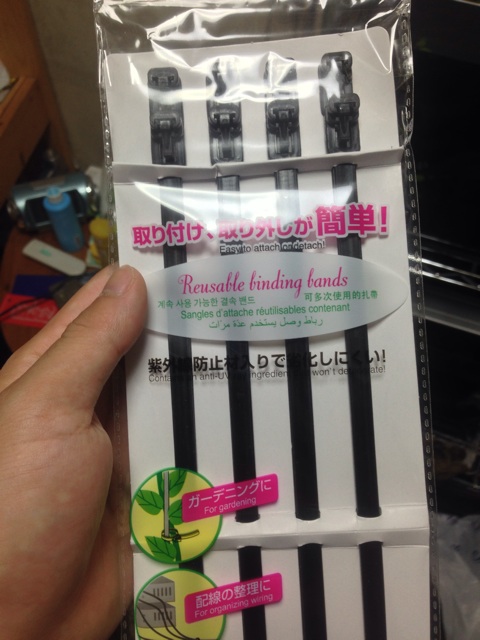 取り付け、取り外しが簡単!
Easy to attach or detach!
Reusable binding bands
계속 사용 가능한 결속 밴드
可多次使用的扎带
Sangles d'attache réutilisables contenant
رباط وصل يستخدم عدة مرات
紫外線防止材入りで劣化しにくい!
Contains an anti-UV ingredient won't deteriorate!
ガーデニングに
For gardening
配線の整理に
For organizing wiring